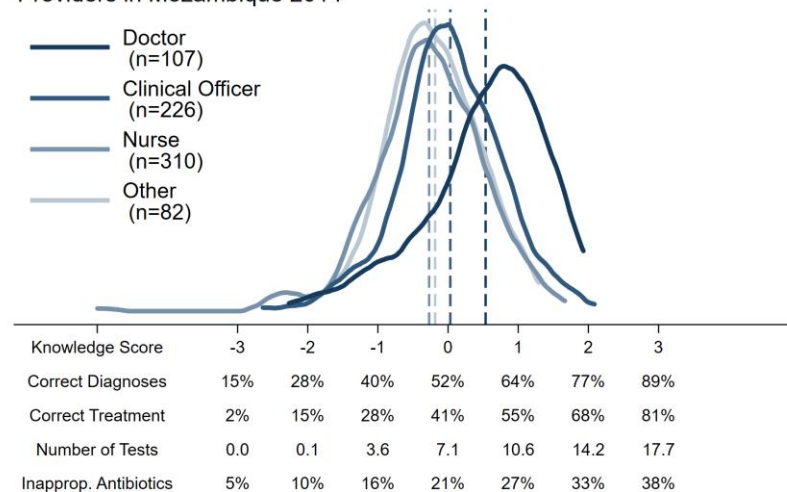 Doctor
(n=107)
Clinical Officer
(n=226)
Nurse
(n=310)
Other
(n=82)
Knowledge Score -3 -2 -1 0 1 2 3
Correct Diagnoses 15% 28% 40% 52% 64% 77% 89%
Correct Treatment 2% 15% 28% 41% 55% 68% 81%
Number of Tests 0.0 0.1 3.6 7.1 10.6 14.2 17.7
Inapprop. Antibiotics 5% 10% 16% 21% 27% 33% 38%